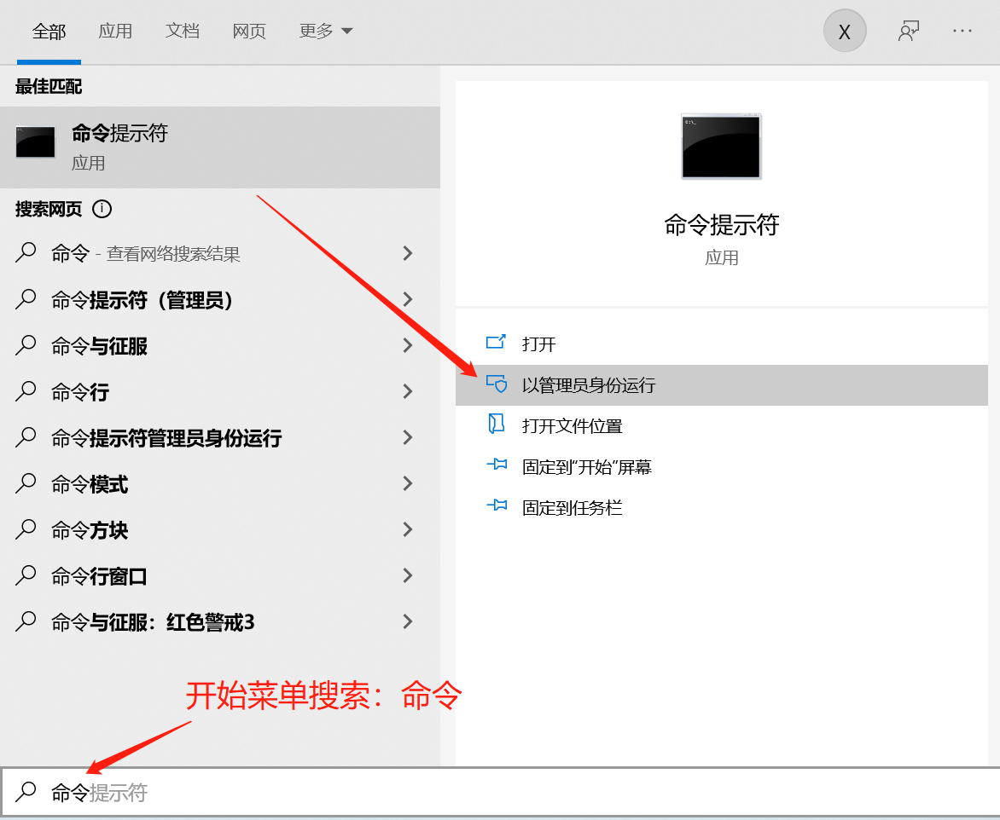 全部 应用 文档 网页 更多
X
最佳匹配
命令提示符
应用
搜索网页
命令 - 查看网络搜索结果
命令提示符（管理员）
命令与征服
命令行
命令提示符管理员身份运行
命令模式
命令方块
命令行窗口
命令与征服：红色警戒3
命令提示符
应用
打开
以管理员身份运行
打开文件位置
固定到"开始"屏幕
固定到任务栏
开始菜单搜索：命令
命令提示符